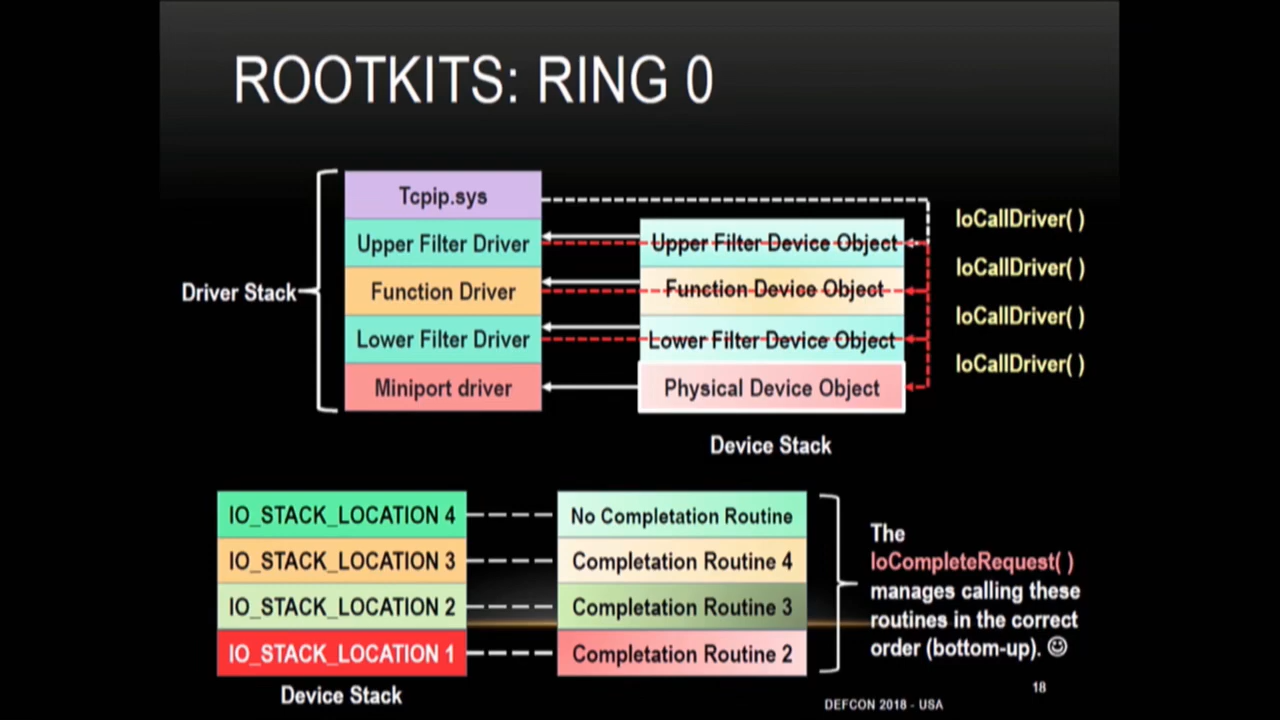 ROOTKITS: RING 0
Tcpip.sys
IoCallDriver( )
Upper Filter Driver
Upper Filter Device Object
IoCallDriver( )
Driver Stack
Function Driver
Function Device Object
IoCallDriver( )
Lower Filter Driver
Lower Filter Device Object
IoCallDriver( )
Miniport driver
Physical Device Object
Device Stack
IO_STACK_LOCATION 4
No Completation Routine
IO_STACK_LOCATION 3
Completation Routine 4
IO_STACK_LOCATION 2
Completation Routine 3
IO_STACK_LOCATION 1
Completation Routine 2
Device Stack
The
IoCompleteRequest( )
manages calling these
routines in the correct
order (bottom-up). ☺
18
DEFCON 2018 - USA